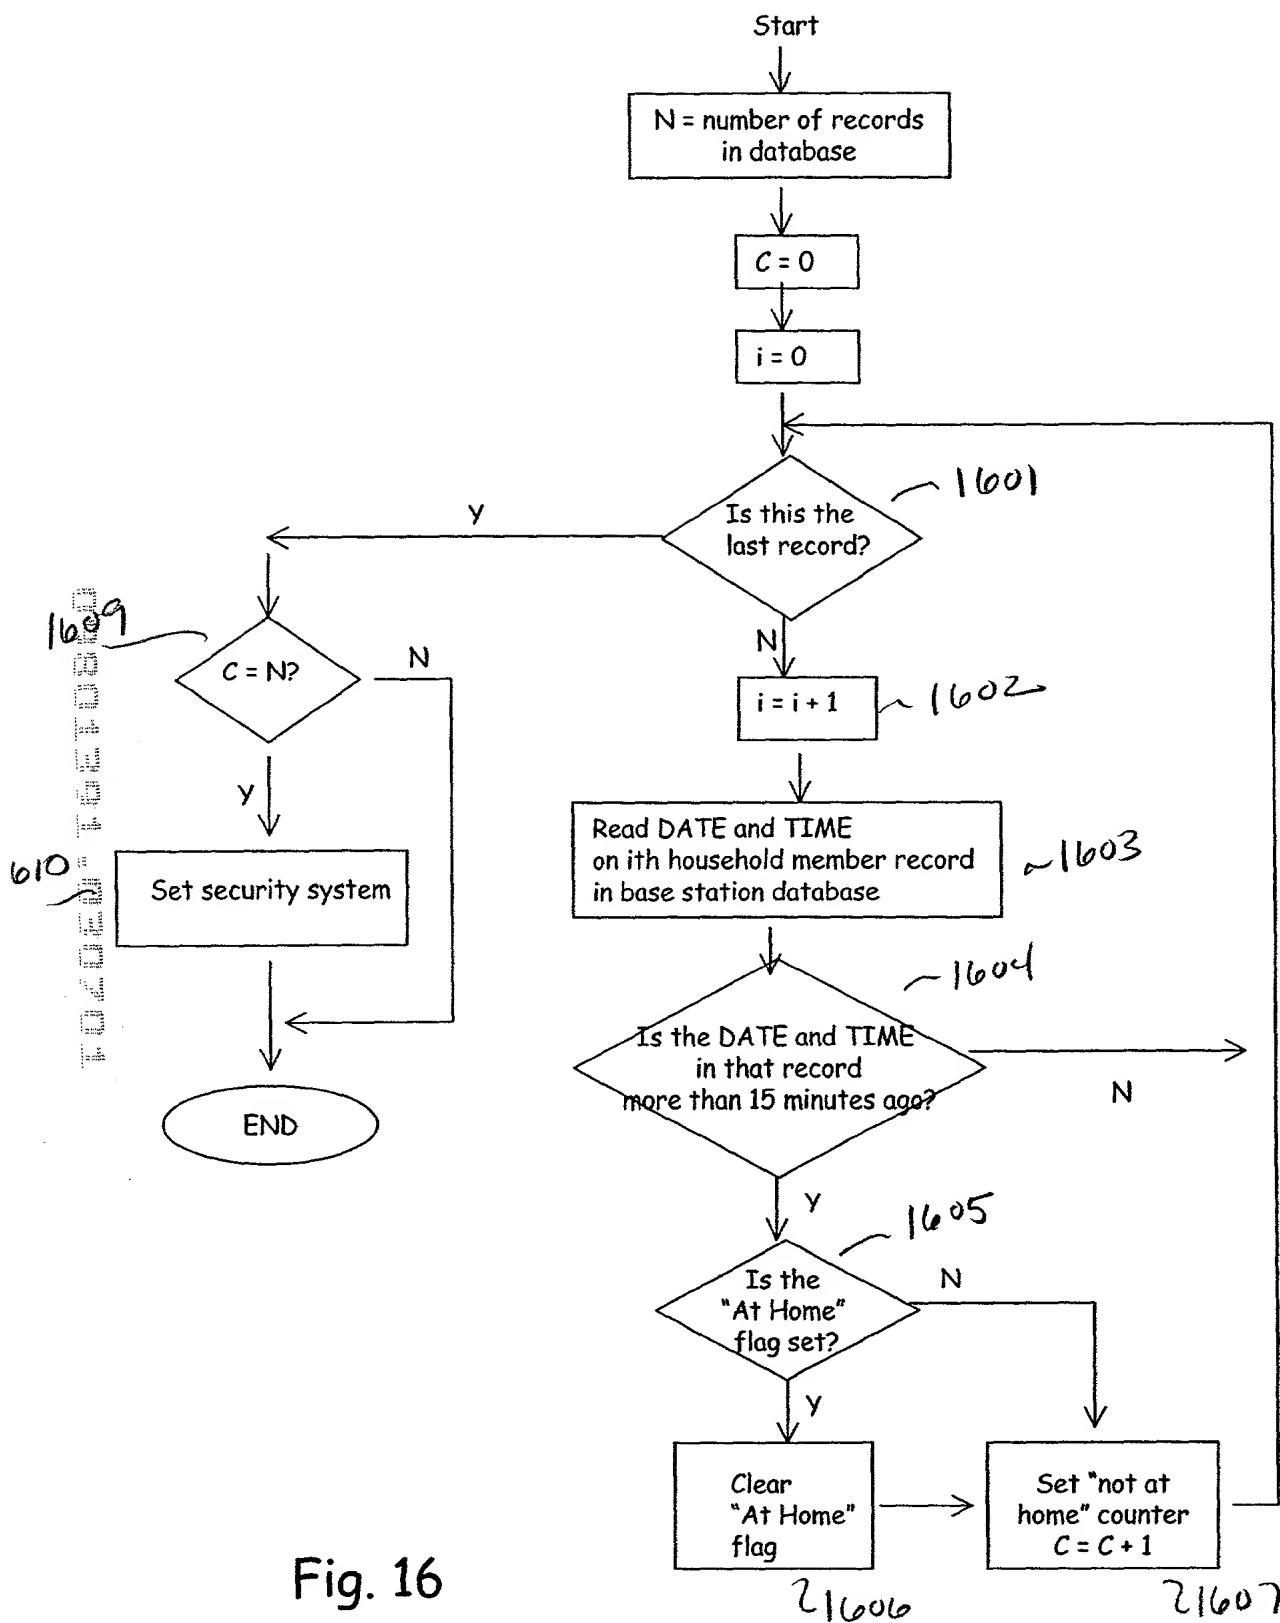 Start
N = number of records
in database
C = 0
i = 0
1601
Is this the
last record?
Y
N
1609
C = N?
N
Y
i = i + 1
1602
Read DATE and TIME
on ith household member record
in base station database
1603
610
Set security system
1604
Is the DATE and TIME
in that record
more than 15 minutes ago?
N
Y
END
1605
Is the
"At Home"
flag set?
N
Y
Clear
"At Home"
flag
Set "not at
home" counter
C = C + 1
1606
1607
Fig. 16